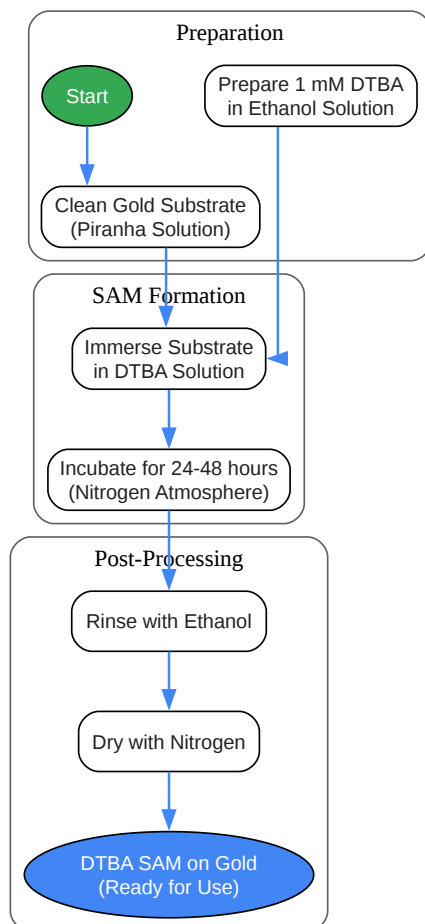 Preparation
Start
Prepare 1 mM DTBA
in Ethanol Solution
Clean Gold Substrate
(Piranha Solution)
SAM Formation
Immerse Substrate
in DTBA Solution
Incubate for 24-48 hours
(Nitrogen Atmosphere)
Post-Processing
Rinse with Ethanol
Dry with Nitrogen
DTBA SAM on Gold
(Ready for Use)